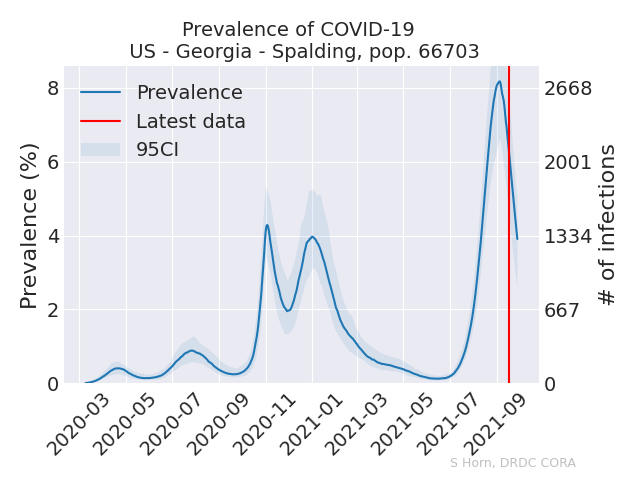 Prevalence of COVID-19
US - Georgia - Spalding, pop. 66703
Prevalence
Latest data
95CI
Prevalence (%)
8
6
4
2
0
2668
2001
1334
667
0
# of infections
2020-03
2020-05
2020-07
2020-09
2020-11
2021-01
2021-03
2021-05
2021-07
2021-09
S Horn, DRDC CORA